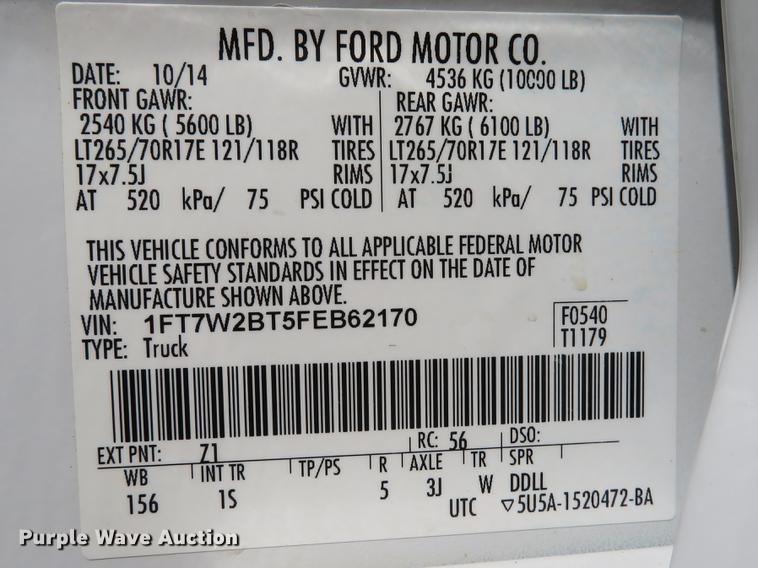 MFD. BY FORD MOTOR CO.
DATE: 10/14 GVWR: 4536 KG (10000 LB)
FRONT GAWR: REAR GAWR:
2540 KG ( 5600 LB) WITH 2767 KG ( 6100 LB) WITH
LT265/70R17E 121/118R TIRES LT265/70R17E 121/118R TIRES
17x7.5J RIMS 17x7.5J RIMS
AT 520 kPa/ 75 PSI COLD AT 520 kPa/ 75 PSI COLD
THIS VEHICLE CONFORMS TO ALL APPLICABLE FEDERAL MOTOR
VEHICLE SAFETY STANDARDS IN EFFECT ON THE DATE OF
MANUFACTURE SHOWN ABOVE.
VIN: 1FT7W2BT5FEB62170 F0540
TYPE: Truck T1179
EXT PNT: Z1 RC: 56 DSO:
WB INT TR TP/PS R AXLE TR SPR
156 1S 5 3J W DDLL
UTC ▽5U5A-1520472-BA
Purple Wave Auction